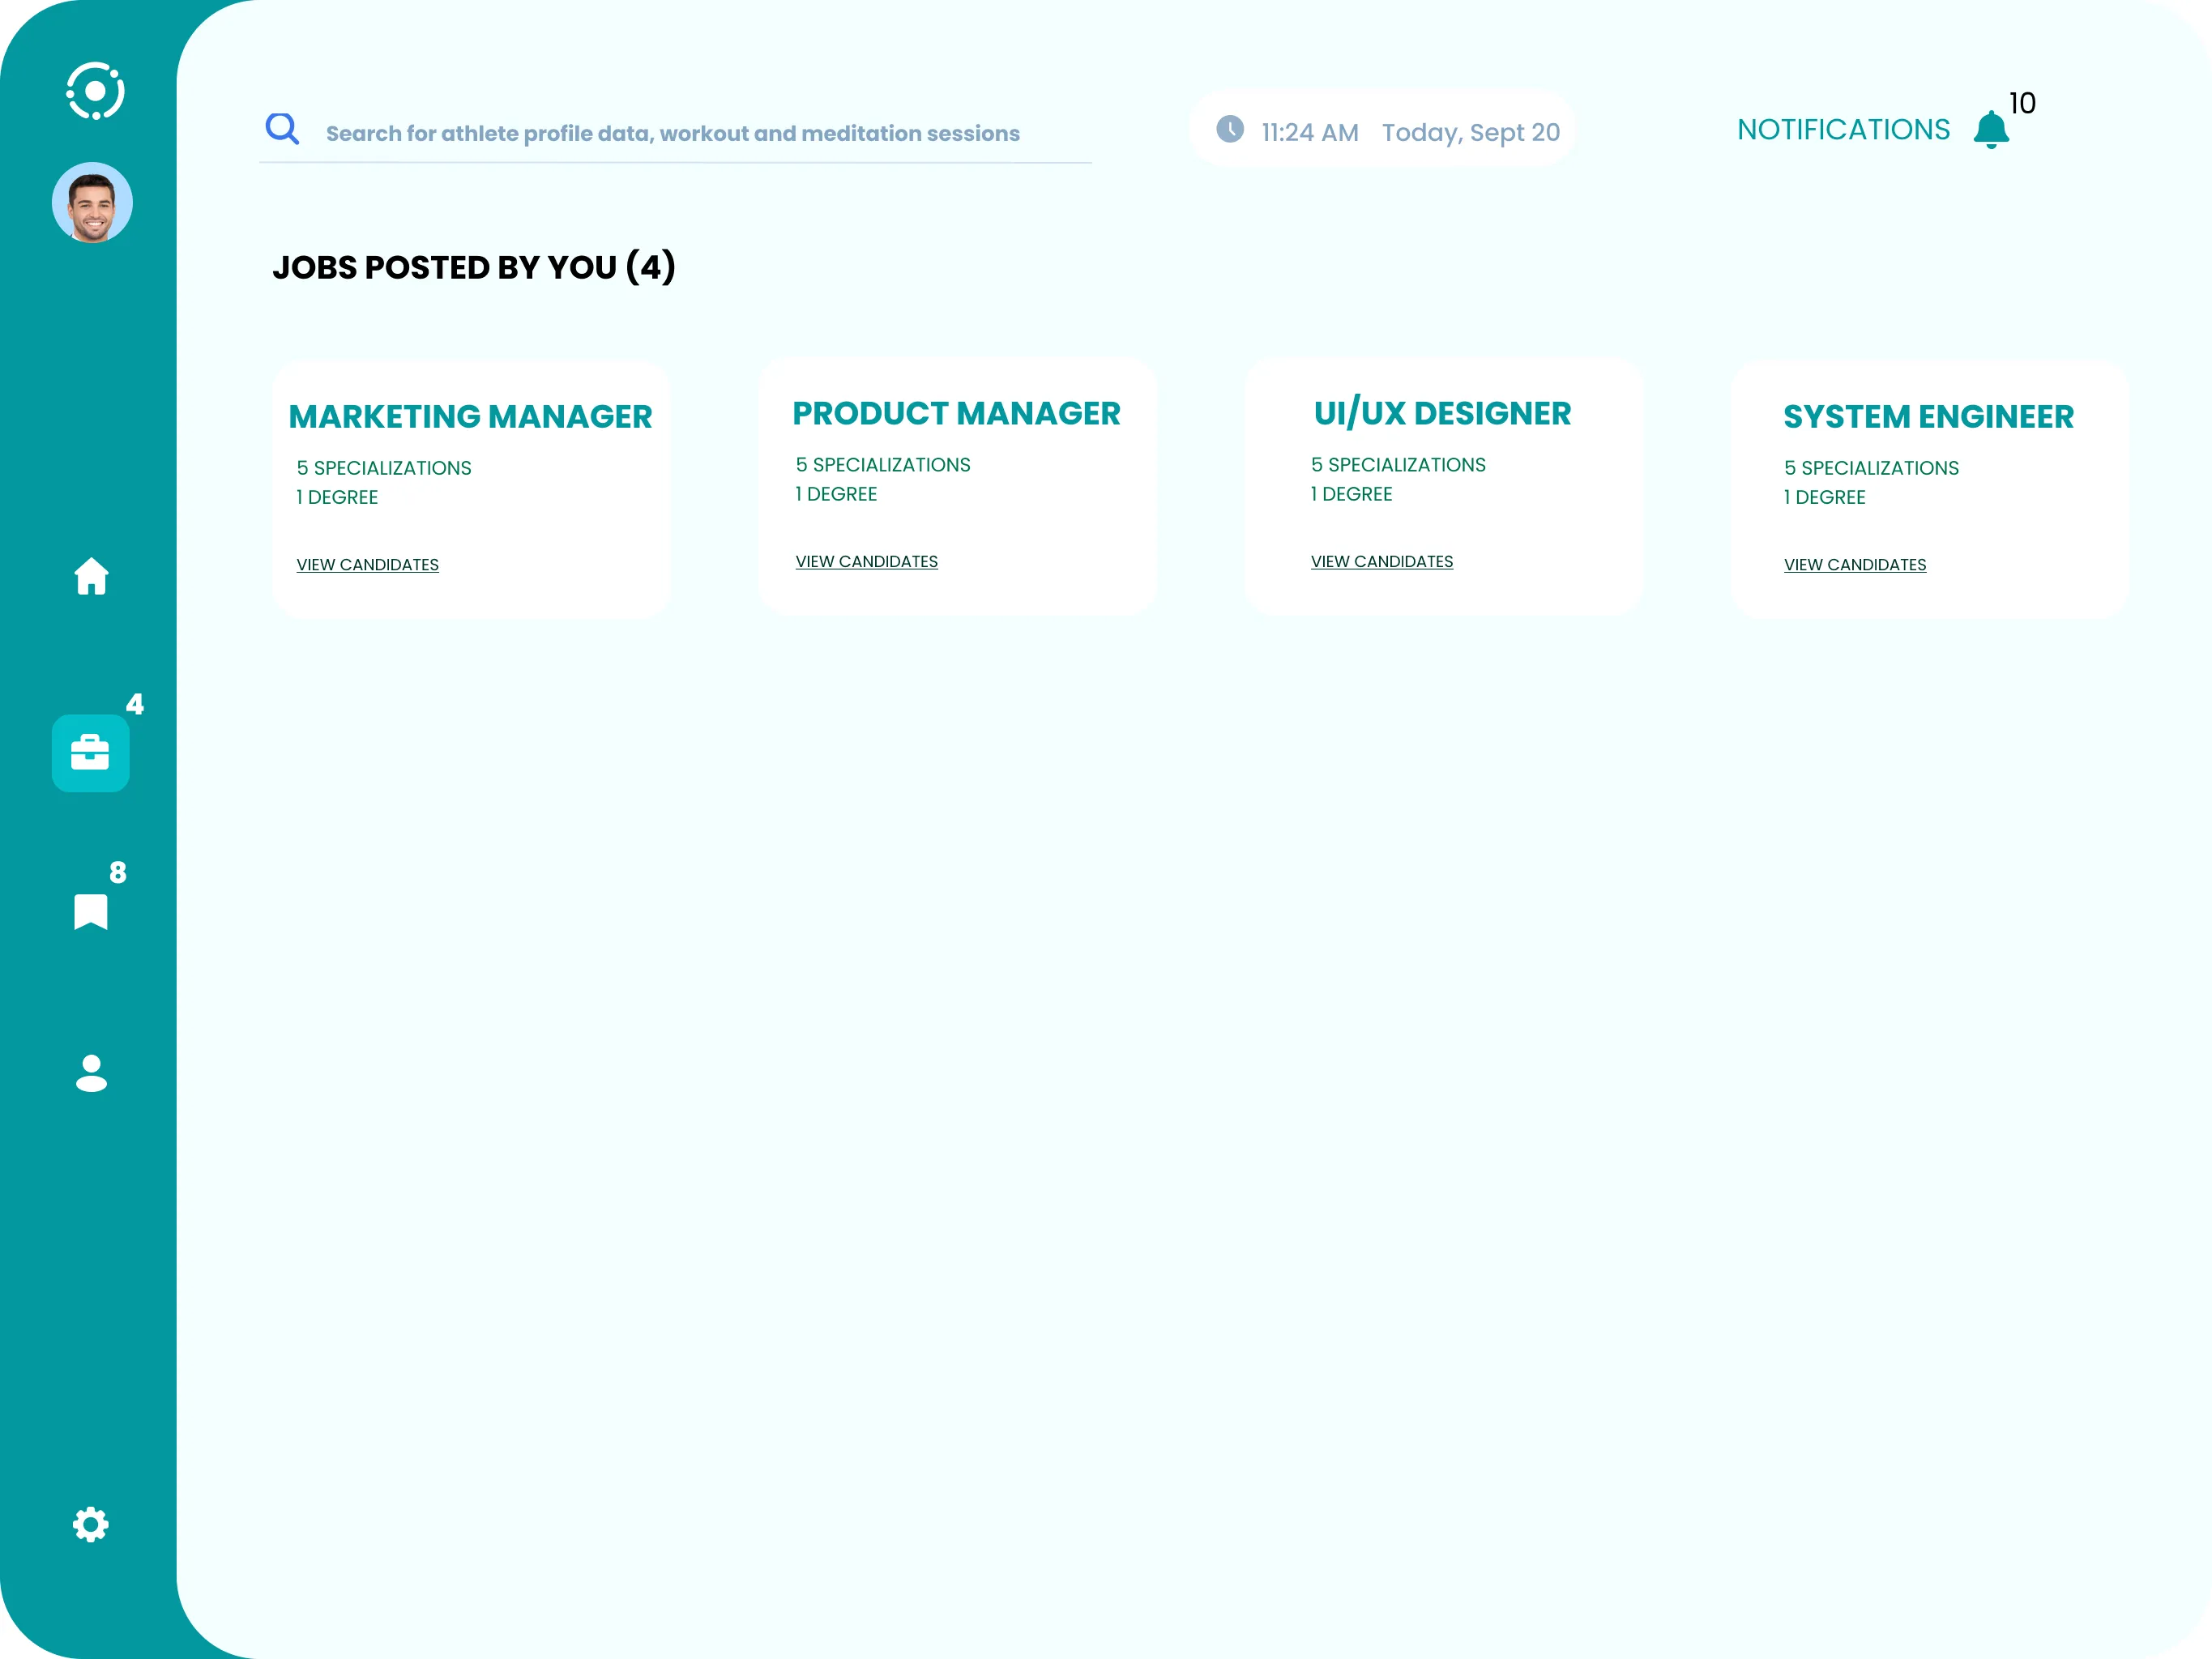 Search for athlete profile data, workout and meditation sessions
11:24 AM Today, Sept 20
NOTIFICATIONS 10
JOBS POSTED BY YOU (4)
MARKETING MANAGER
5 SPECIALIZATIONS
1 DEGREE
VIEW CANDIDATES
PRODUCT MANAGER
5 SPECIALIZATIONS
1 DEGREE
VIEW CANDIDATES
UI/UX DESIGNER
5 SPECIALIZATIONS
1 DEGREE
VIEW CANDIDATES
SYSTEM ENGINEER
5 SPECIALIZATIONS
1 DEGREE
VIEW CANDIDATES
4
8